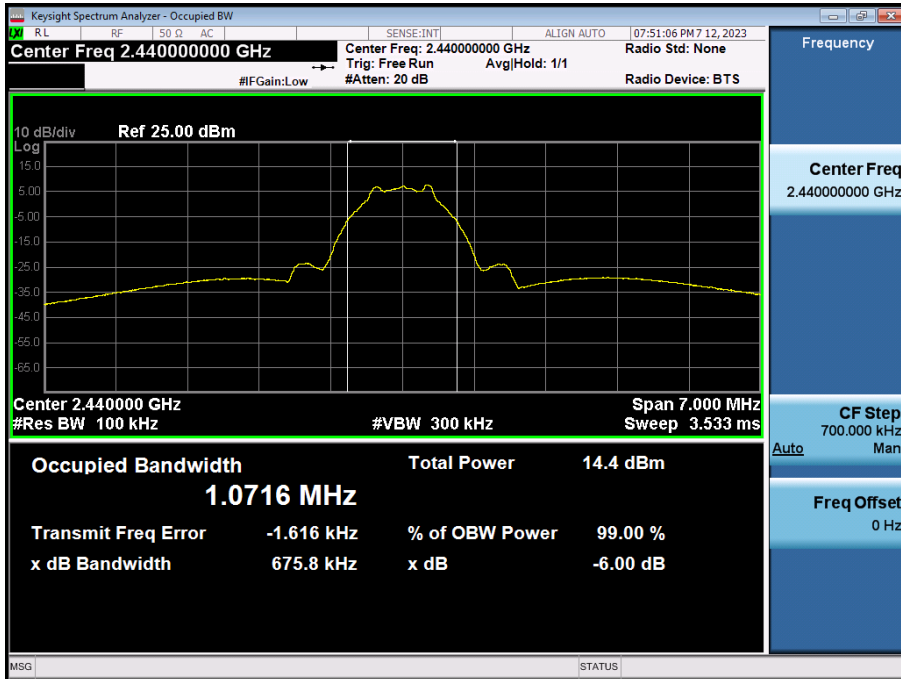 Keysight Spectrum Analyzer - Occupied BW
LXI RL RF 50 Ω AC SENSE:INT ALIGN AUTO 07:51:06 PM 7 12, 2023
Center Freq 2.440000000 GHz
Center Freq: 2.440000000 GHz
Radio Std: None
Trig: Free Run Avg|Hold: 1/1
#IFGain:Low
#Atten: 20 dB
Radio Device: BTS
10 dB/div Ref 25.00 dBm
Log
15.0
5.00
-5.00
-15.0
-25.0
-35.0
-45.0
-55.0
-65.0
Center 2.440000 GHz Span 7.000 MHz
#Res BW 100 kHz #VBW 300 kHz Sweep 3.533 ms
Occupied Bandwidth Total Power 14.4 dBm
1.0716 MHz
Transmit Freq Error -1.616 kHz % of OBW Power 99.00 %
x dB Bandwidth 675.8 kHz x dB -6.00 dB
MSG STATUS
Frequency
Center Freq
2.440000000 GHz
CF Step
700.000 kHz
Auto Man
Freq Offset
0 Hz